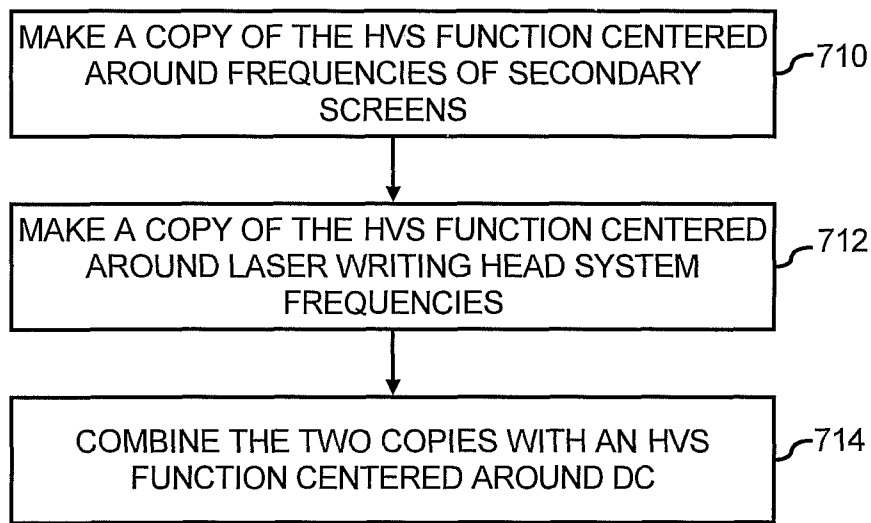 MAKE A COPY OF THE HVS FUNCTION CENTERED
AROUND FREQUENCIES OF SECONDARY
SCREENS
710
MAKE A COPY OF THE HVS FUNCTION CENTERED
AROUND LASER WRITING HEAD SYSTEM
FREQUENCIES
712
COMBINE THE TWO COPIES WITH AN HVS
FUNCTION CENTERED AROUND DC
714